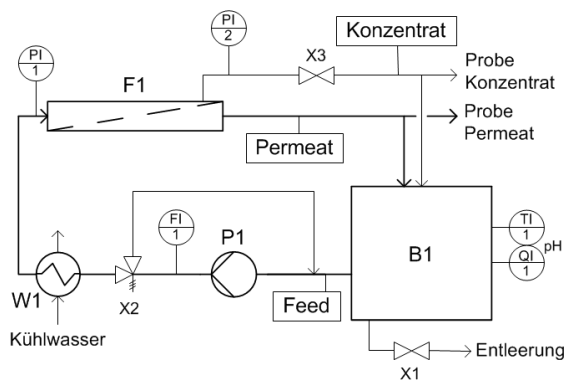 PI
2
Konzentrat
PI
1
F1
X3
Probe
Konzentrat
Probe
Permeat
Permeat
FI
1
P1
B1
TI
1
pH
QI
1
W1
X2
Feed
Kühlwasser
Entleerung
X1